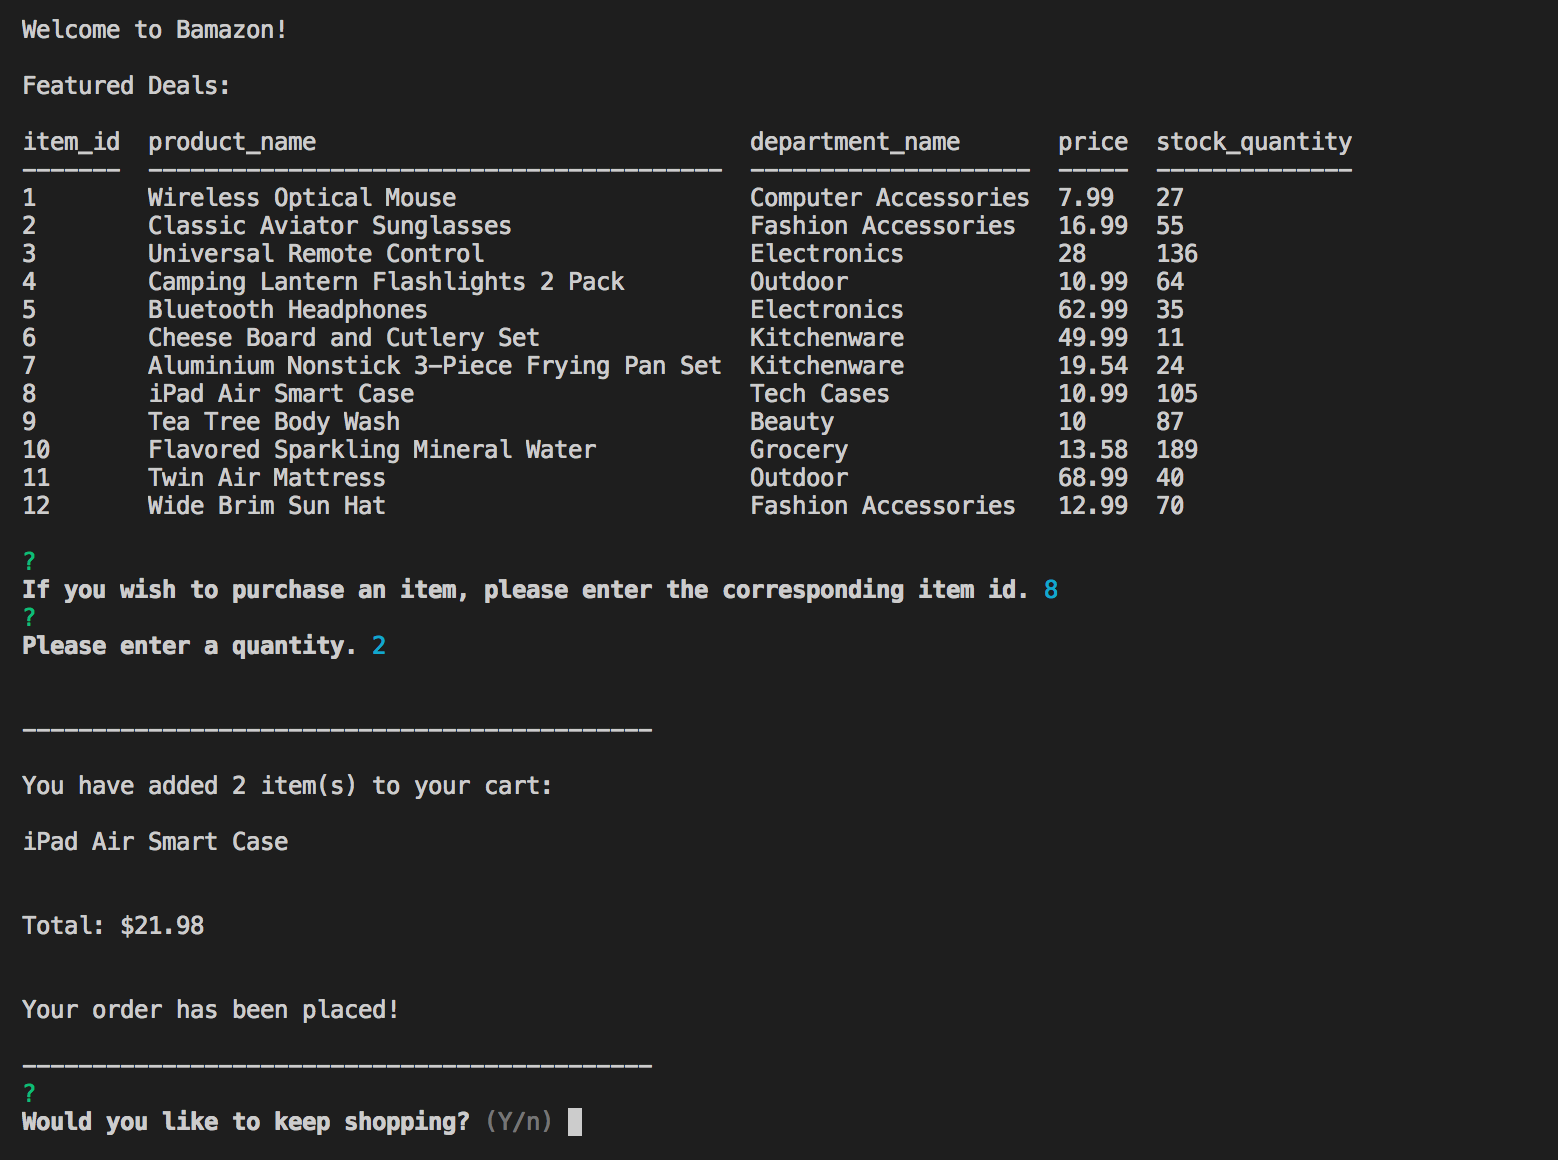 Welcome to Bamazon!
Featured Deals:
item_id  product_name                               department_name       price  stock_quantity
-------  -----------------------------------------  --------------------  -----  --------------
1        Wireless Optical Mouse                     Computer Accessories  7.99   27
2        Classic Aviator Sunglasses                 Fashion Accessories   16.99  55
3        Universal Remote Control                   Electronics           28     136
4        Camping Lantern Flashlights 2 Pack         Outdoor               10.99  64
5        Bluetooth Headphones                       Electronics           62.99  35
6        Cheese Board and Cutlery Set               Kitchenware           49.99  11
7        Aluminium Nonstick 3-Piece Frying Pan Set  Kitchenware           19.54  24
8        iPad Air Smart Case                        Tech Cases            10.99  105
9        Tea Tree Body Wash                         Beauty                10     87
10       Flavored Sparkling Mineral Water           Grocery               13.58  189
11       Twin Air Mattress                          Outdoor               68.99  40
12       Wide Brim Sun Hat                          Fashion Accessories   12.99  70
?
If you wish to purchase an item, please enter the corresponding item id. 8
?
Please enter a quantity. 2
---------------------------------------------
You have added 2 item(s) to your cart:
iPad Air Smart Case
Total: $21.98
Your order has been placed!
---------------------------------------------
?
Would you like to keep shopping? (Y/n)